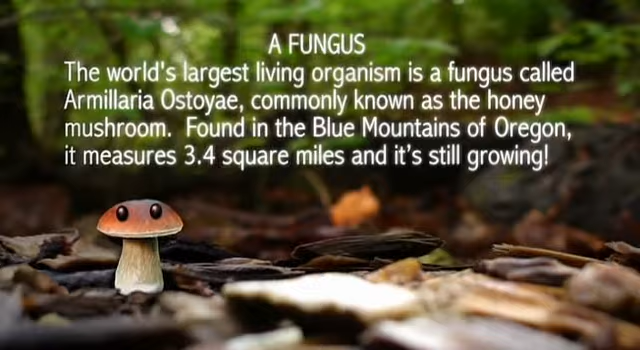 A FUNGUS
The world's largest living organism is a fungus called
Armillaria Ostoyae, commonly known as the honey
mushroom.  Found in the Blue Mountains of Oregon,
it measures 3.4 square miles and it's still growing!